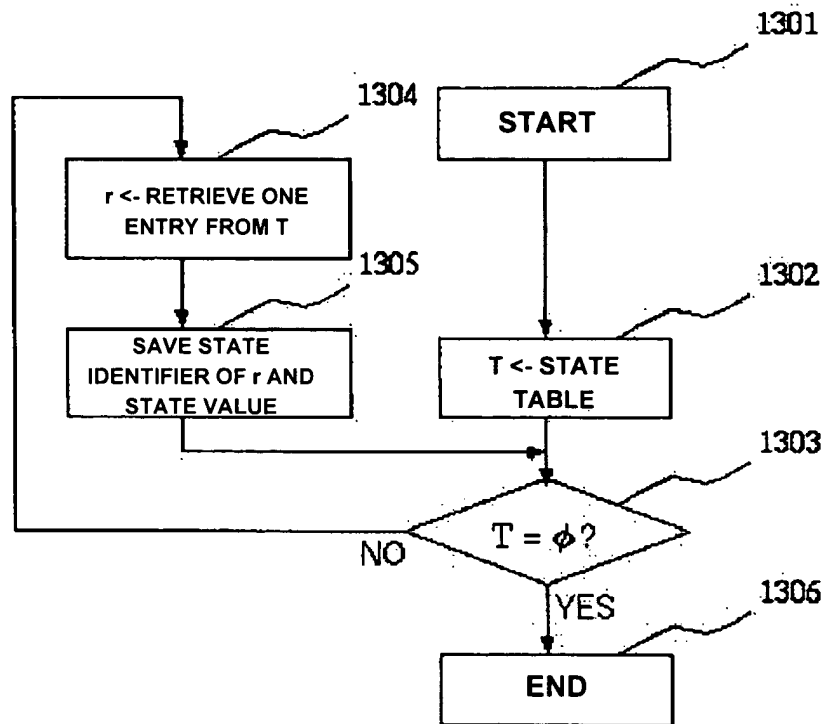 1301
START
1304
r <- RETRIEVE ONE
ENTRY FROM T
1305
SAVE STATE
IDENTIFIER OF r AND
STATE VALUE
1302
T <- STATE
TABLE
1303
T = ϕ?
NO
YES
1306
END